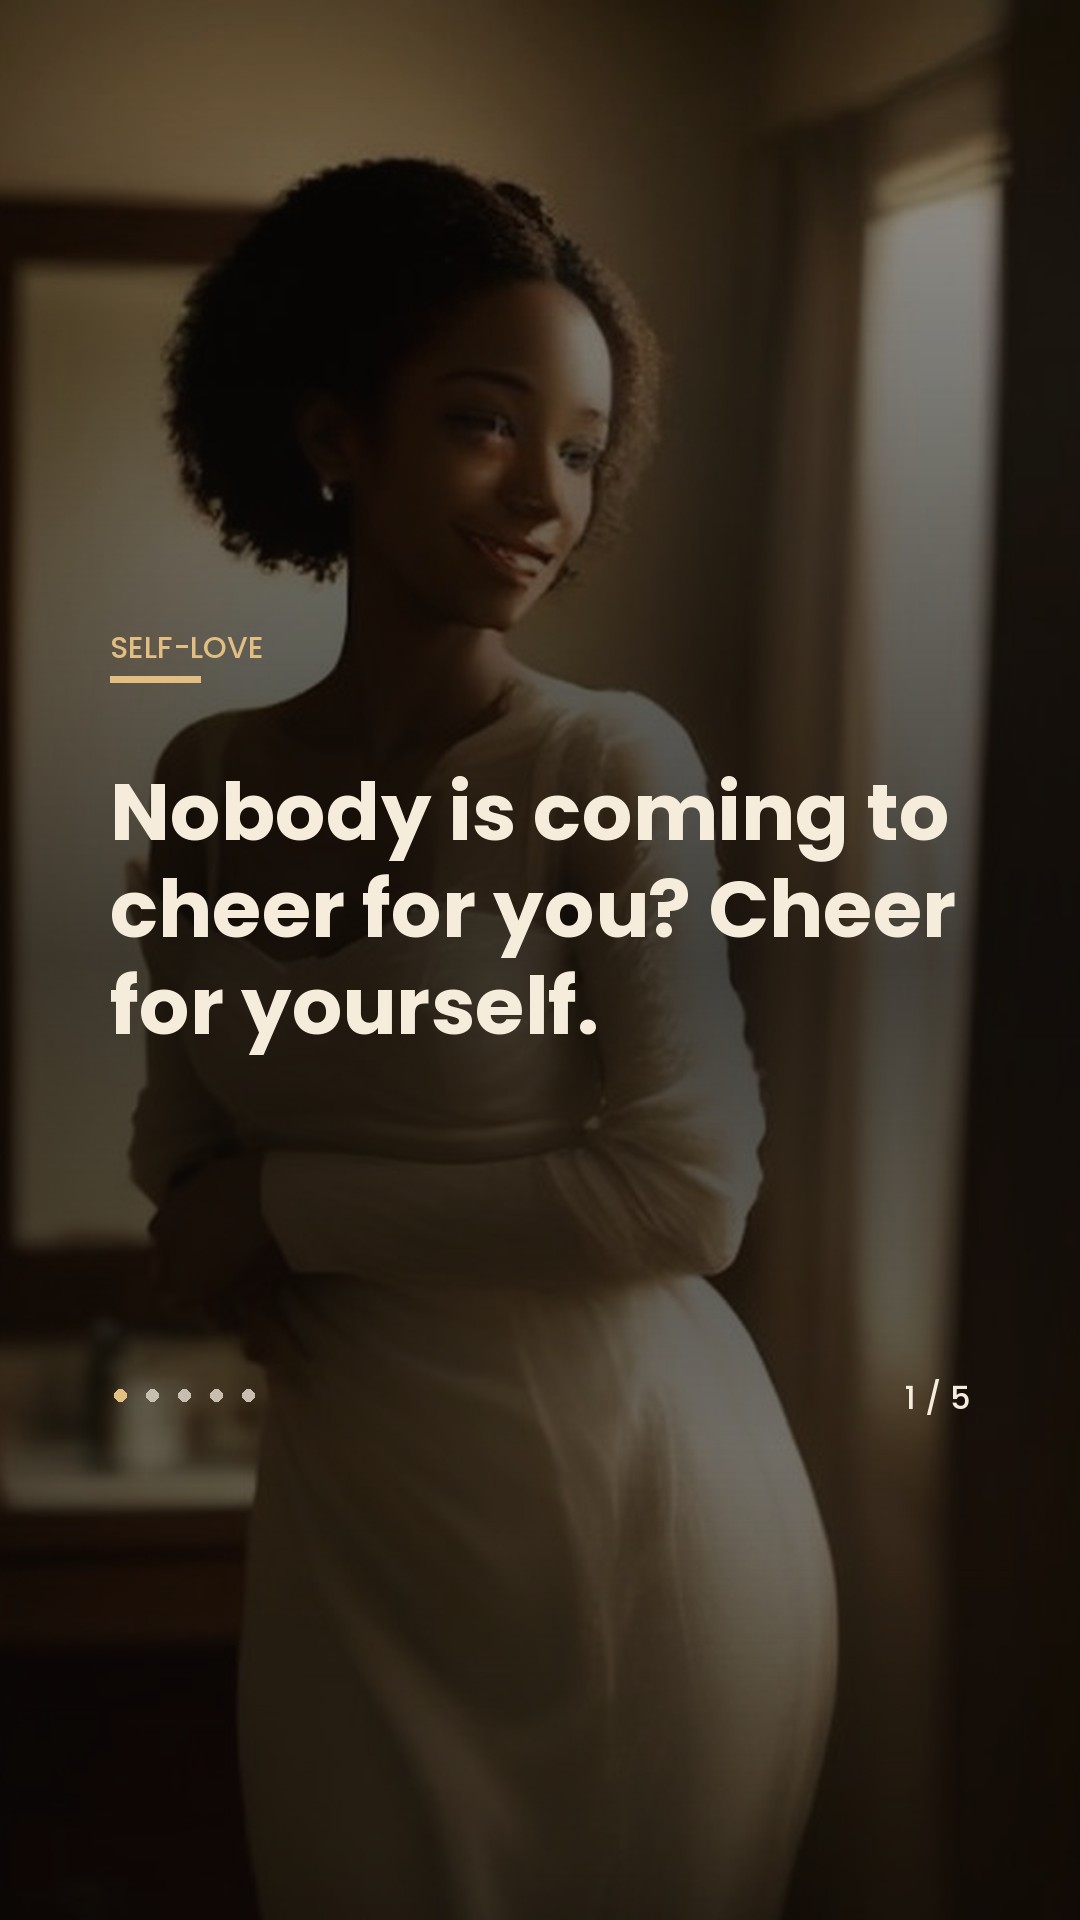 SELF-LOVE
Nobody is coming to
cheer for you? Cheer
for yourself.
1 / 5